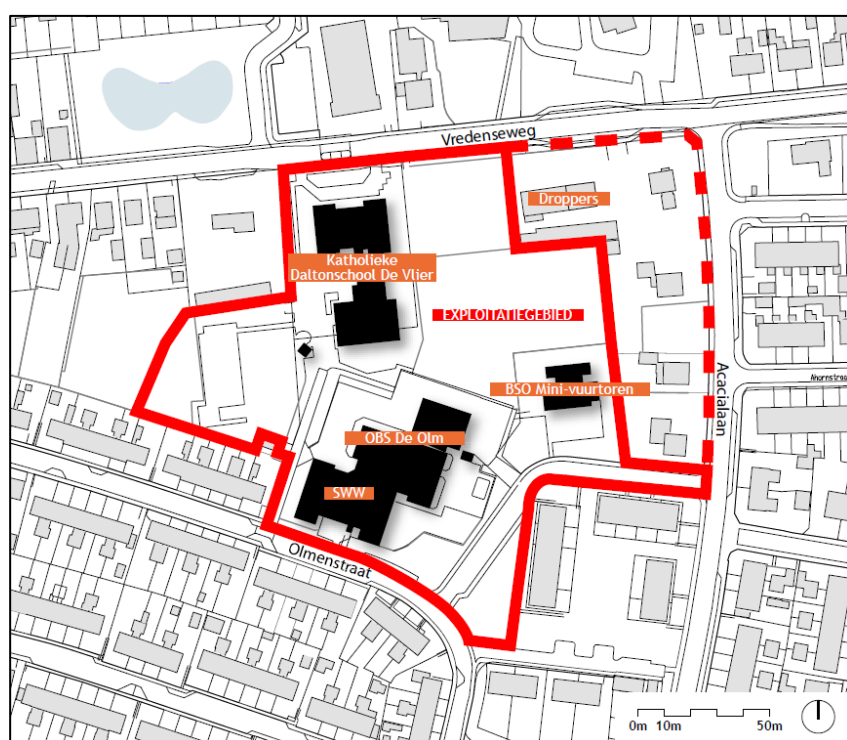 Vredenseweg
Droppers
Katholieke
Daltonschool De Vlier
EXPLOITATIEGEBIED
Acacialaan
Ahornstraat
BSO Mini-vuurtoren
OBS De Olm
SWW
Olmenstraat
0m 10m 50m